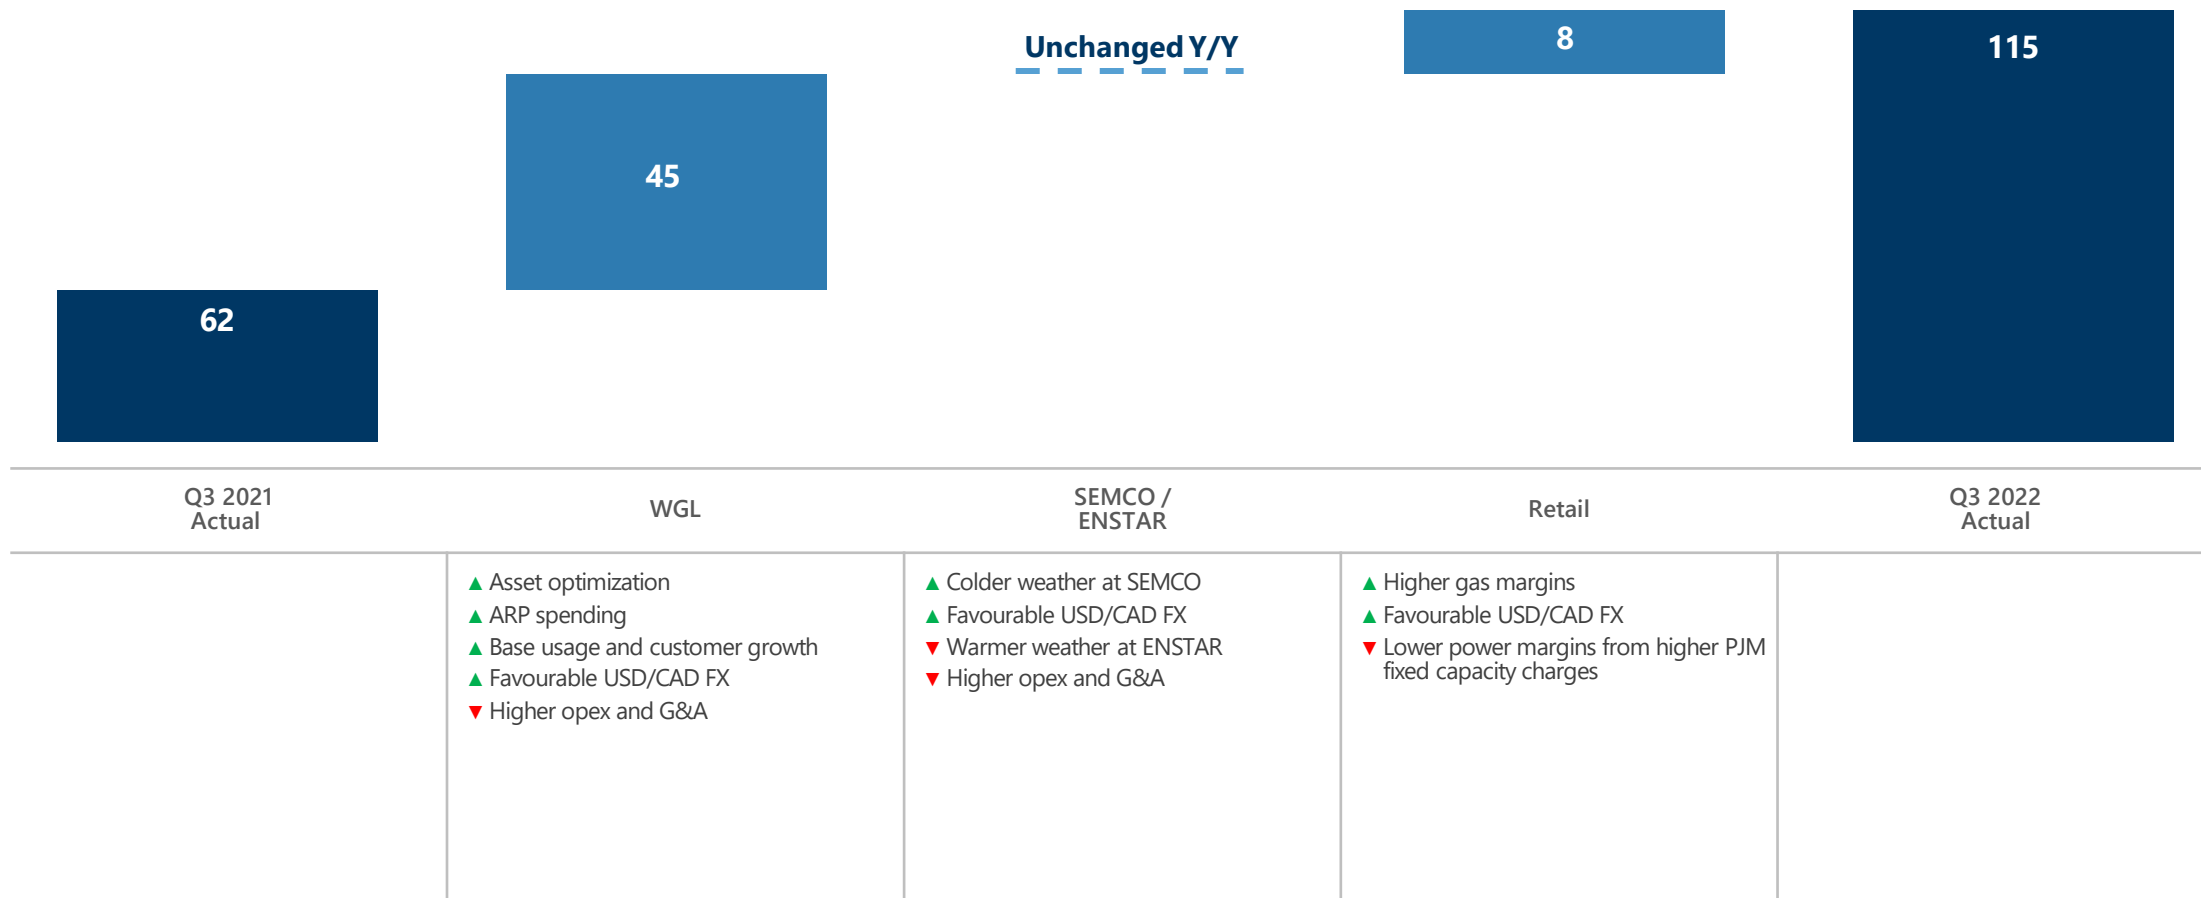 62
45
Unchanged Y/Y
8
115
Q3 2021
Actual
WGL
SEMCO /
ENSTAR
Retail
Q3 2022
Actual
▲ Asset optimization
▲ ARP spending
▲ Base usage and customer growth
▲ Favourable USD/CAD FX
▼ Higher opex and G&A
▲ Colder weather at SEMCO
▲ Favourable USD/CAD FX
▼ Warmer weather at ENSTAR
▼ Higher opex and G&A
▲ Higher gas margins
▲ Favourable USD/CAD FX
▼ Lower power margins from higher PJM
fixed capacity charges